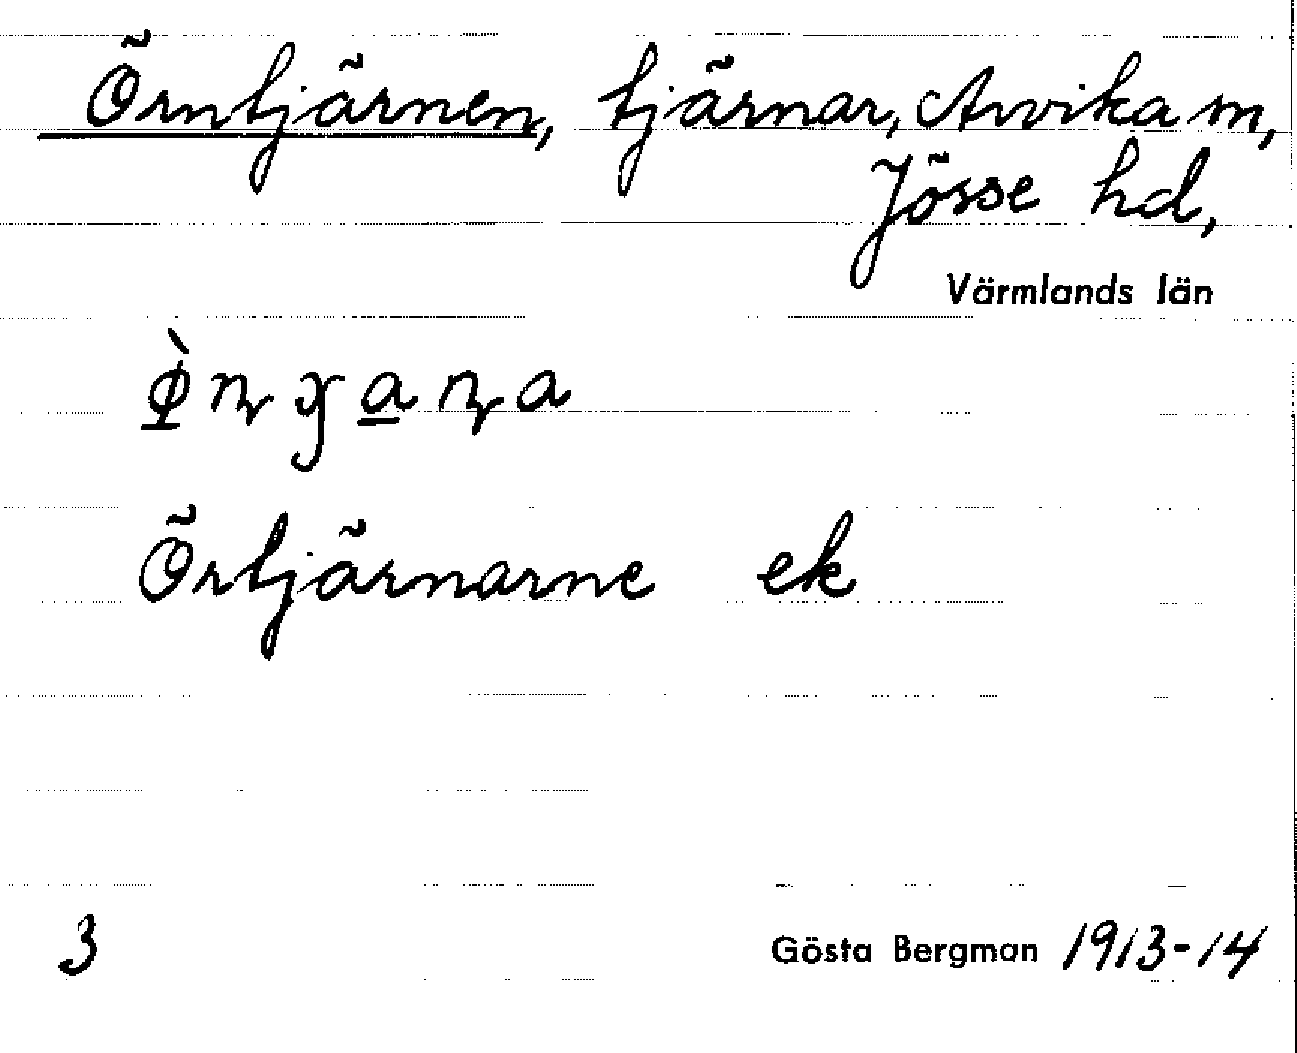 Örntjärnen, tjärnar, Arvika m,
Jösse hd,
Värmlands län
Örtjärnarne ek
3 Gösta Bergman 1913-14